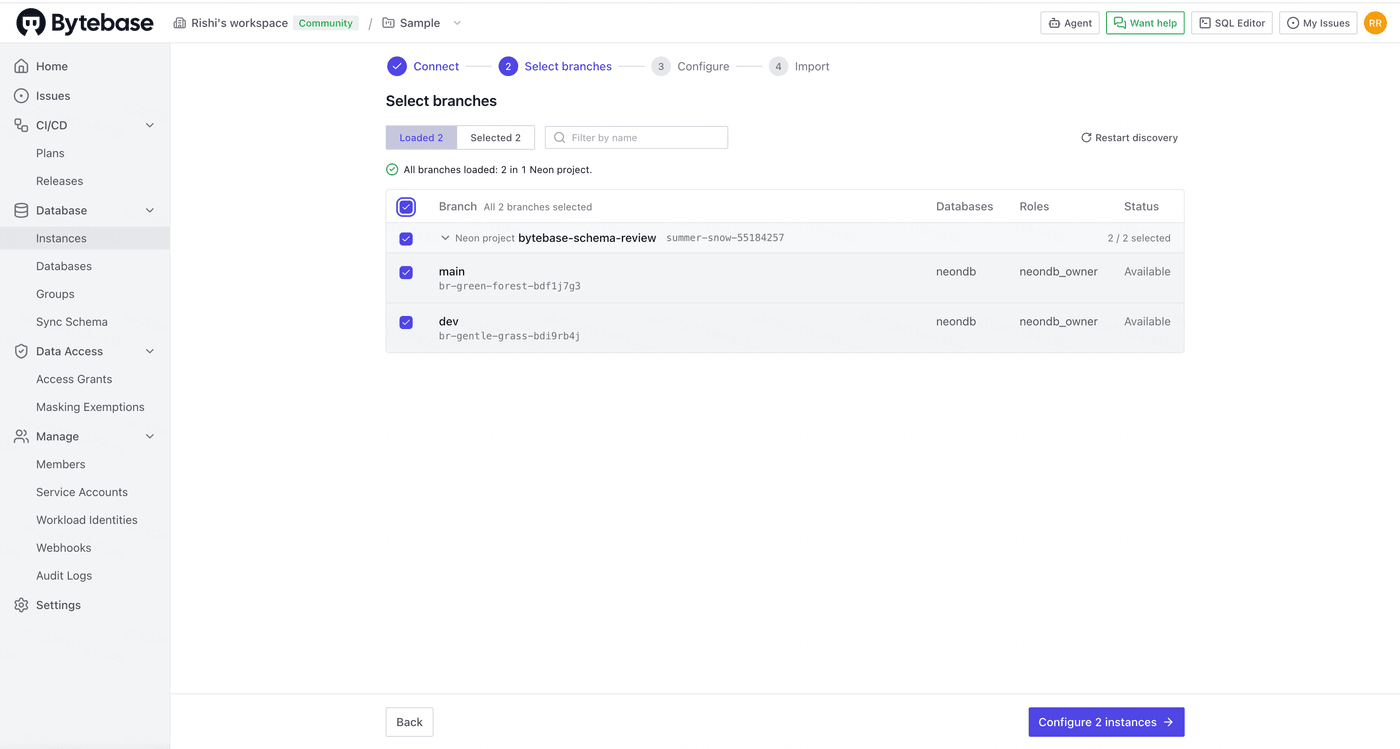 Bytebase Rishi's workspace Community / Sample Agent Want help SQL Editor My Issues RR
Home
Issues
CI/CD
Plans
Releases
Database
Instances
Databases
Groups
Sync Schema
Data Access
Access Grants
Masking Exemptions
Manage
Members
Service Accounts
Workload Identities
Webhooks
Audit Logs
Settings
Connect 2 Select branches 3 Configure 4 Import
Select branches
Loaded 2 Selected 2 Filter by name Restart discovery
All branches loaded: 2 in 1 Neon project.
Branch All 2 branches selected Databases Roles Status
Neon project bytebase-schema-review summer-snow-55184257 2 / 2 selected
main neondb neondb_owner Available
br-green-forest-bdf1j7g3
dev neondb neondb_owner Available
br-gentle-grass-bdi9rb4j
Back Configure 2 instances